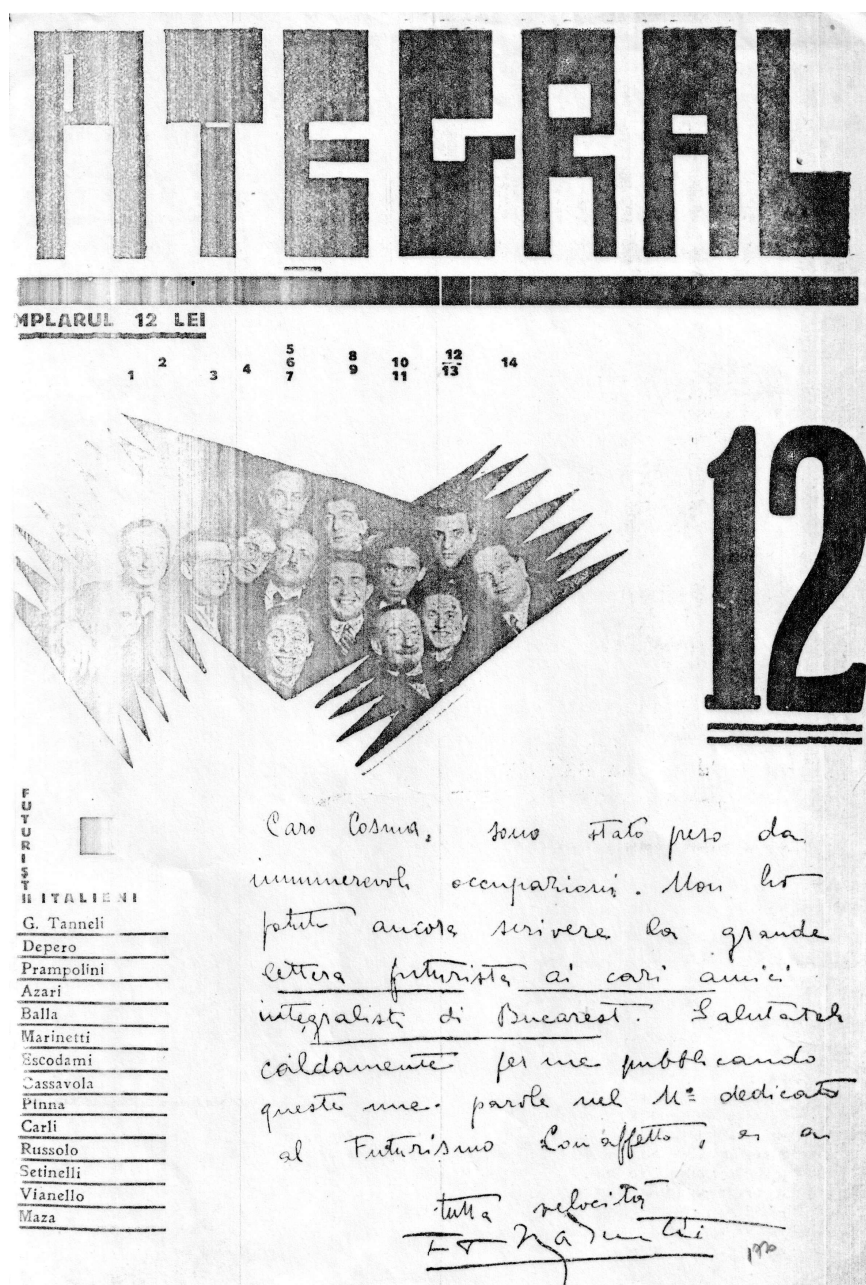 INTEGRAL
MPLARUL 12 LEI
1 2 3 4 5 6 7 8 9 10 11 12 13 14
12
FUTURIȘTII ITALIENI
G. Tanneli
Depero
Prampolini
Azari
Balla
Marinetti
Escodami
Cassavola
Pinna
Carli
Russolo
Setinelli
Vianello
Maza
Caro Cosma, sono stato preso da
innumerevoli occupazioni. Non ho
potuto ancora scrivere la grande
lettera futurista ai cari amici
integralisti di Bucarest. Salutateli
caldamente per me pubblicando
queste mie parole nel Nº dedicato
al Futurismo Con affetto, e a
tutta velocità
FT Marinetti